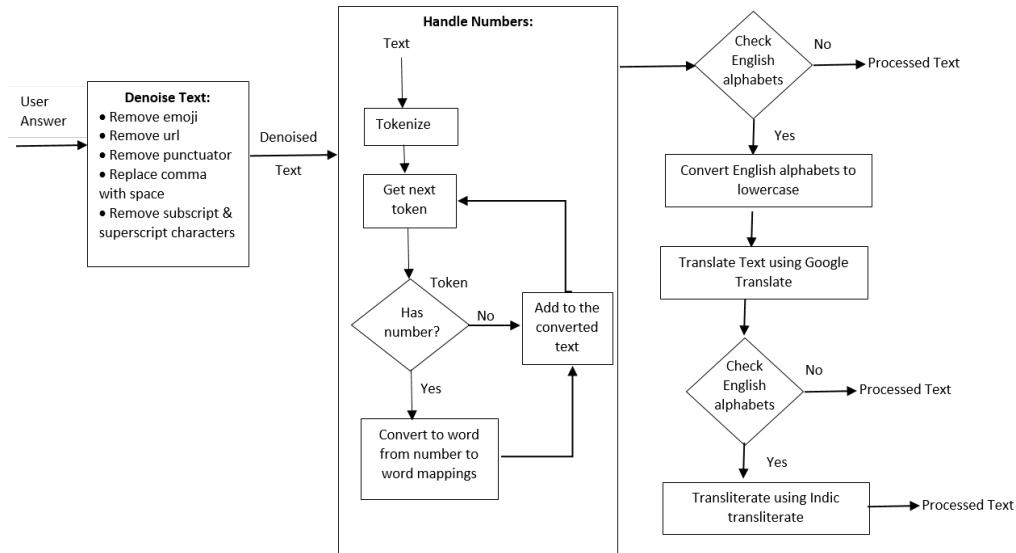 User
Answer
Denoise Text:
• Remove emoji
• Remove url
• Remove punctuator
• Replace comma
with space
• Remove subscript &
superscript characters
Denoised
Text
Handle Numbers:
Text
Tokenize
Get next
token
Token
Has
number?
No
Add to the
converted
text
Yes
Convert to word
from number to
word mappings
Check
English
alphabets
No
Processed Text
Yes
Convert English alphabets to
lowercase
Translate Text using Google
Translate
Check
English
alphabets
No
Processed Text
Yes
Transliterate using Indic
transliterate
Processed Text